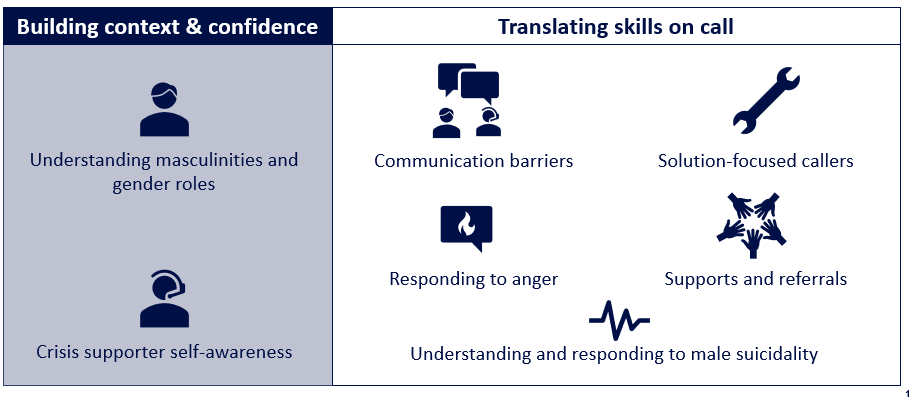 Building context & confidence
Translating skills on call
Understanding masculinities and
gender roles
Crisis supporter self-awareness
Communication barriers
Solution-focused callers
Responding to anger
Supports and referrals
Understanding and responding to male suicidality
1